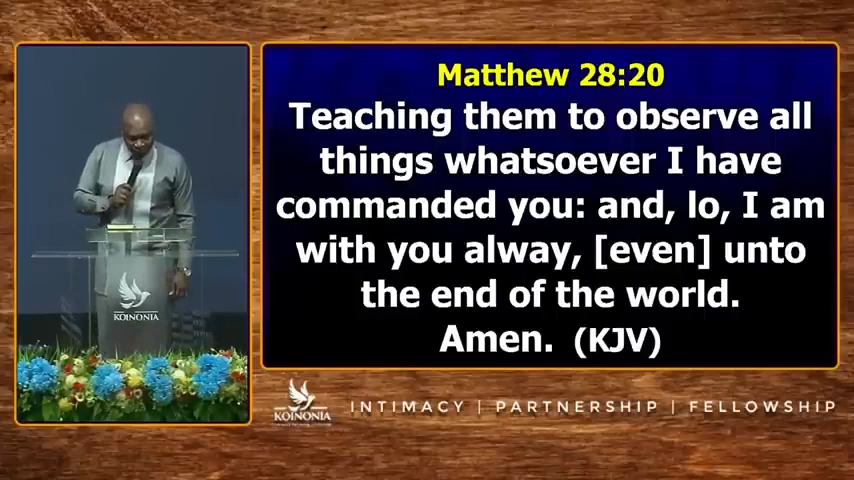 Matthew 28:20
Teaching them to observe all
things whatsoever I have
commanded you: and, lo, I am
with you alway, [even] unto
the end of the world.
Amen. (KJV)
KOINONIA
KOINONIA
INTIMACY | PARTNERSHIP | FELLOWSHIP